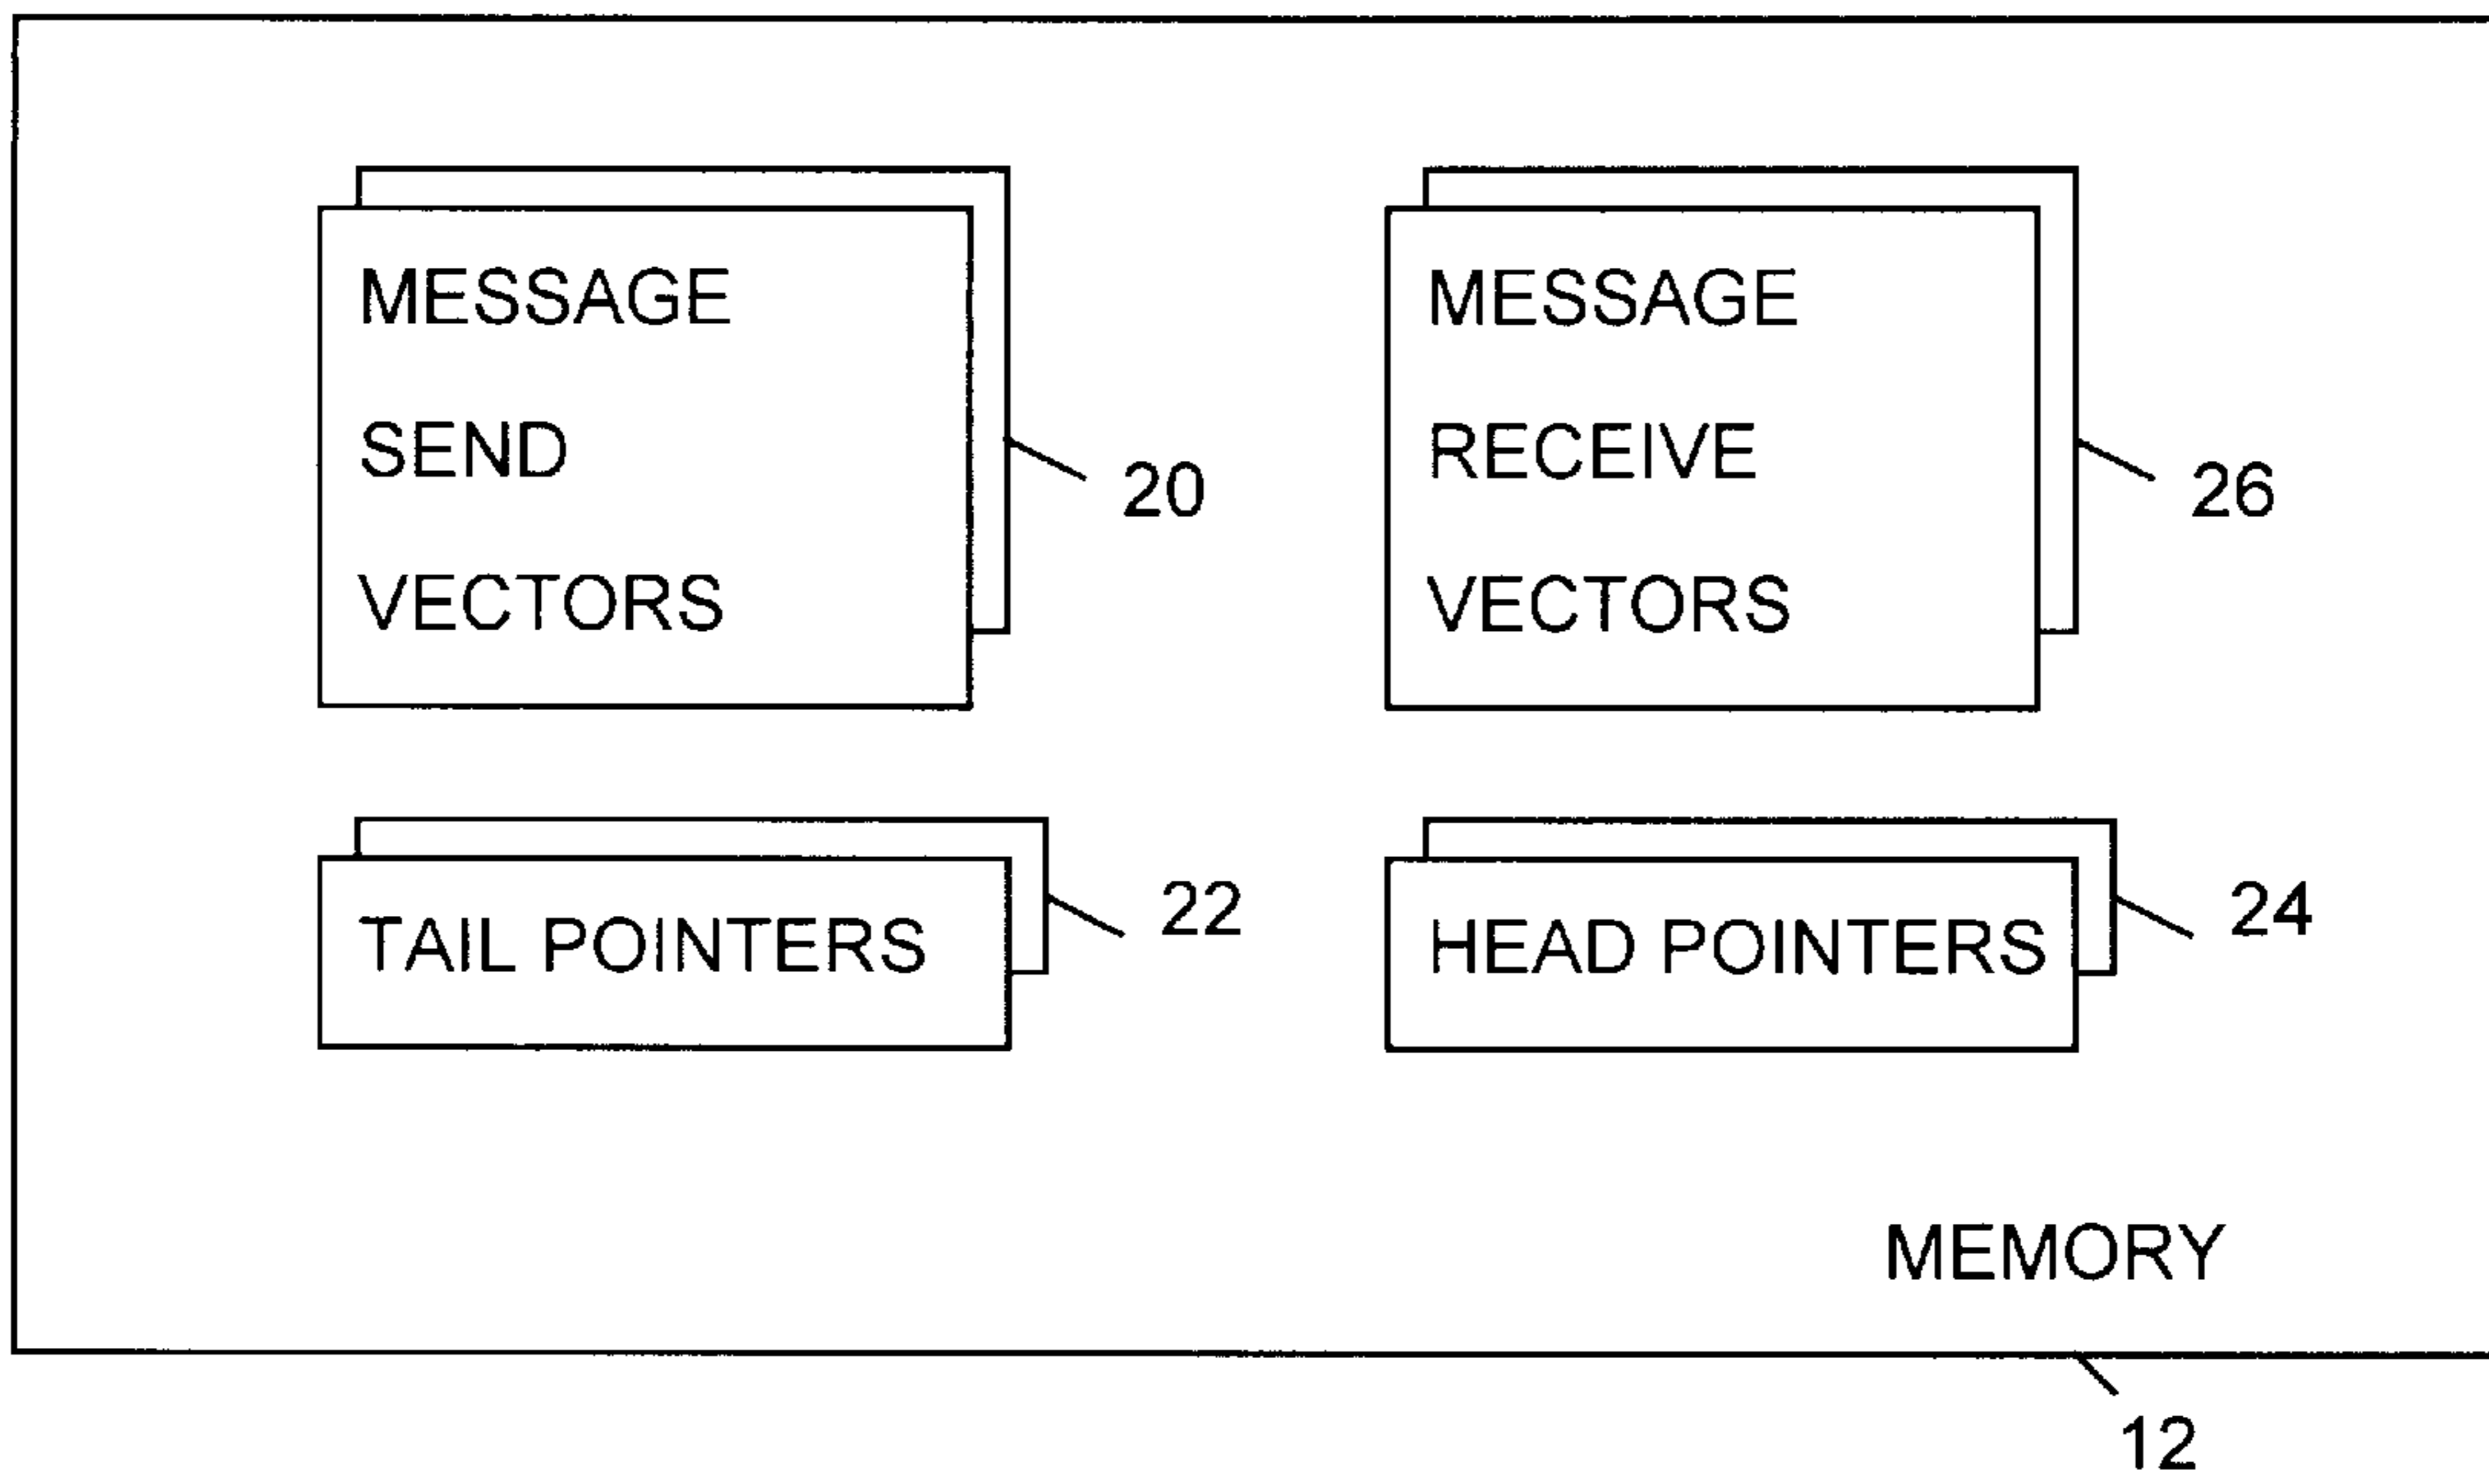 MESSAGE
SEND
VECTORS
20
MESSAGE
RECEIVE
VECTORS
26
TAIL POINTERS
22
HEAD POINTERS
24
MEMORY
12